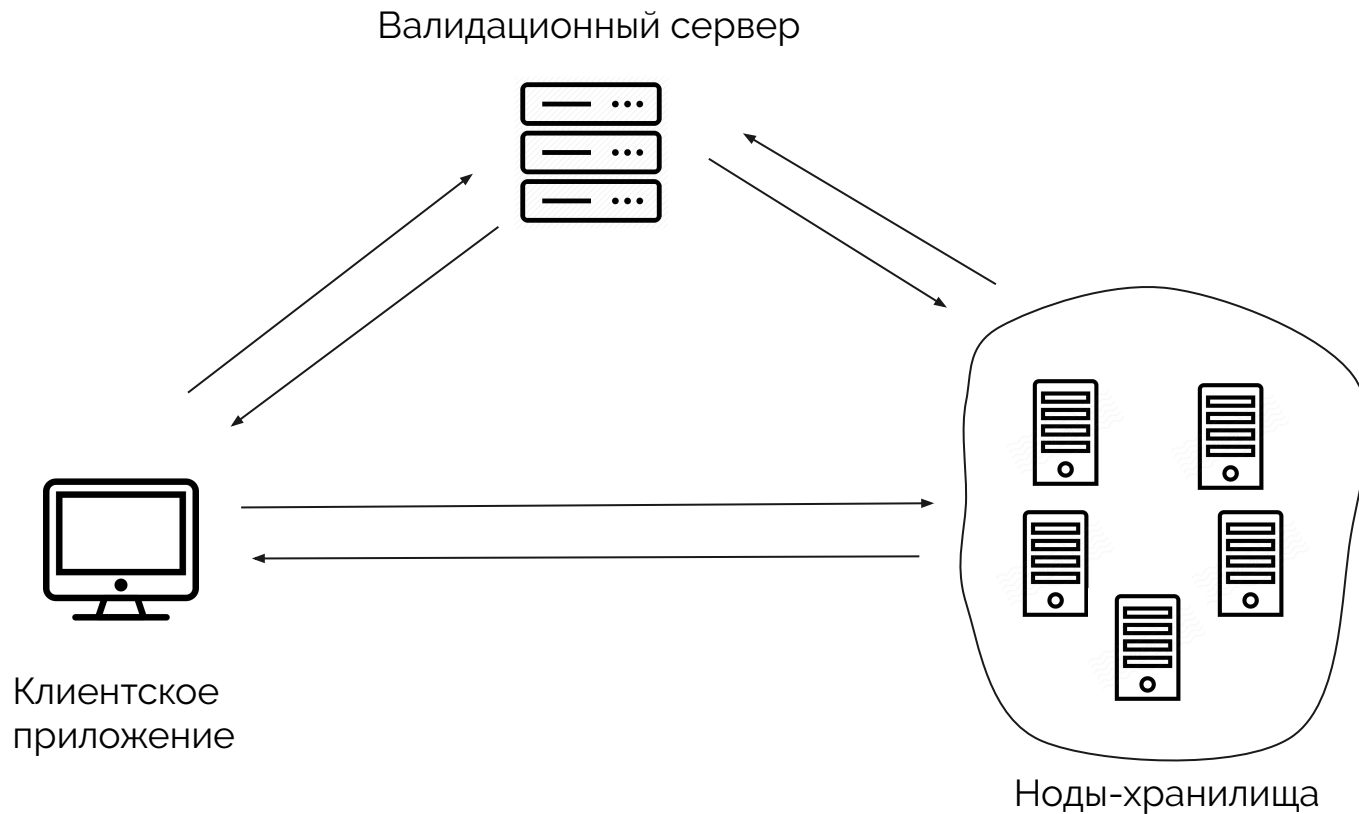 Валидационный сервер
Клиентское
приложение
Ноды-хранилища